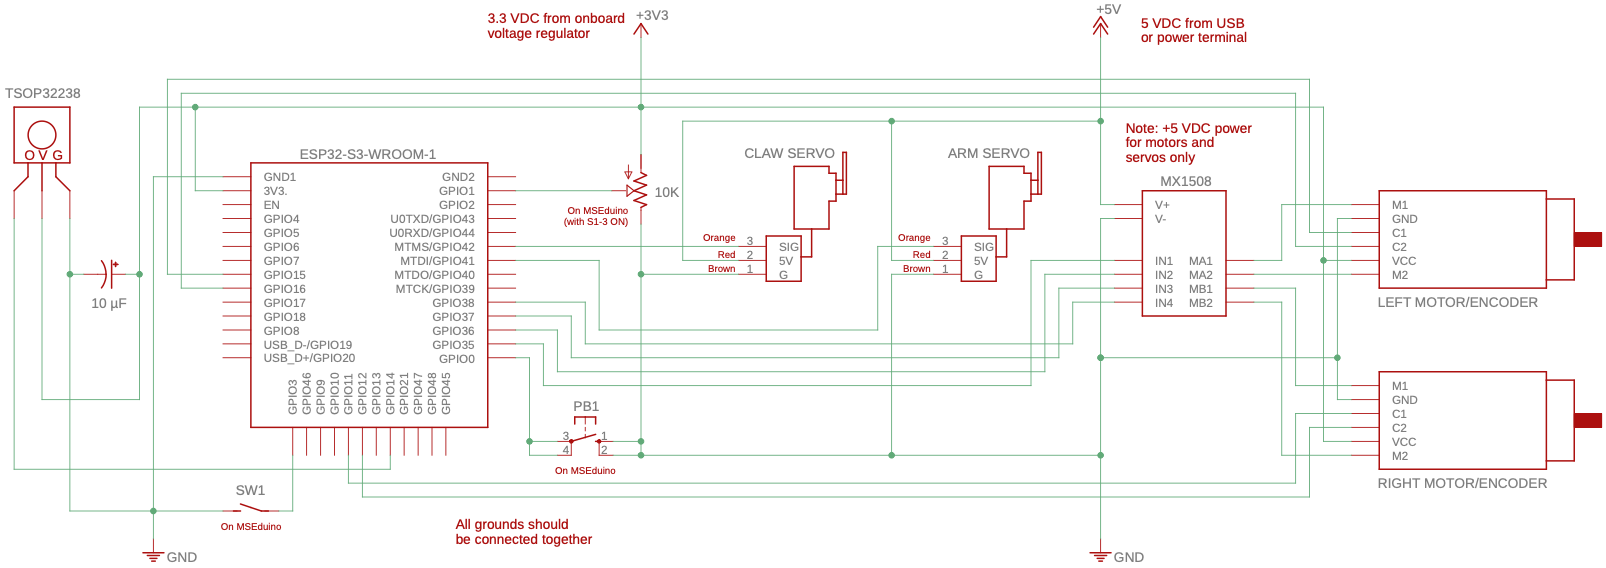 3.3 VDC from onboard
voltage regulator
+3V3
+5V
5 VDC from USB
or power terminal
TSOP32238
O V G
10 µF
ESP32-S3-WROOM-1
GND1
3V3.
EN
GPIO4
GPIO5
GPIO6
GPIO7
GPIO15
GPIO16
GPIO17
GPIO18
GPIO8
USB_D-/GPIO19
USB_D+/GPIO20
GND2
GPIO1
GPIO2
U0TXD/GPIO43
U0RXD/GPIO44
MTMS/GPIO42
MTDI/GPIO41
MTDO/GPIO40
MTCK/GPIO39
GPIO38
GPIO37
GPIO36
GPIO35
GPIO0
GPIO3
GPIO46
GPIO9
GPIO10
GPIO11
GPIO12
GPIO13
GPIO14
GPIO21
GPIO47
GPIO48
GPIO45
10K
On MSEduino
(with S1-3 ON)
CLAW SERVO
Orange 3 SIG
Red 2 5V
Brown 1 G
ARM SERVO
Orange 3 SIG
Red 2 5V
Brown 1 G
Note: +5 VDC power
for motors and
servos only
MX1508
V+
V-
IN1 MA1
IN2 MA2
IN3 MB1
IN4 MB2
M1
GND
C1
C2
VCC
M2
LEFT MOTOR/ENCODER
M1
GND
C1
C2
VCC
M2
RIGHT MOTOR/ENCODER
PB1
3 1
4 2
On MSEduino
SW1
On MSEduino
All grounds should
be connected together
GND
GND